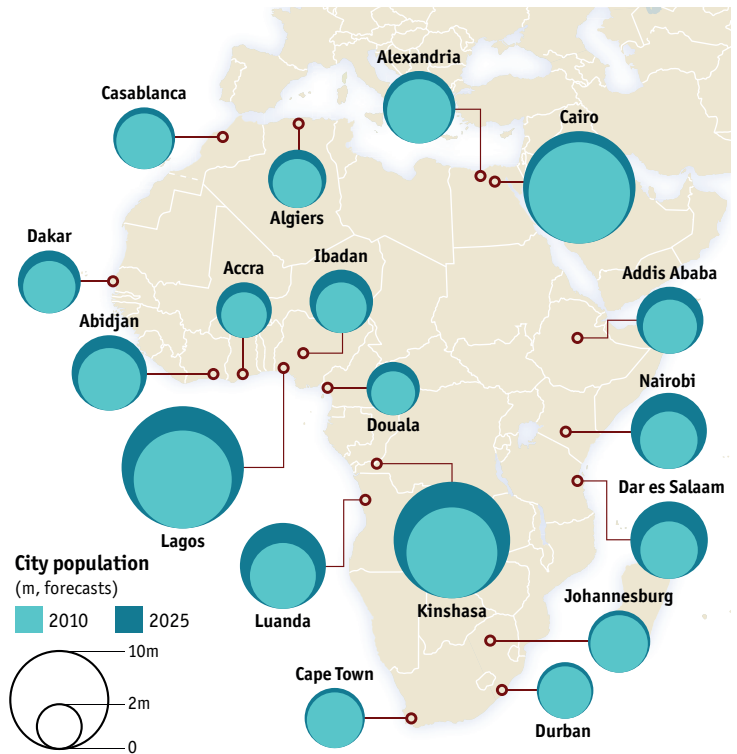 Alexandria
Casablanca
Cairo
Algiers
Dakar
Accra
Ibadan
Addis Ababa
Abidjan
Nairobi
Douala
Dar es Salaam
Lagos
City population
(m, forecasts)
2010
2025
10m
2m
0
Luanda
Kinshasa
Johannesburg
Cape Town
Durban